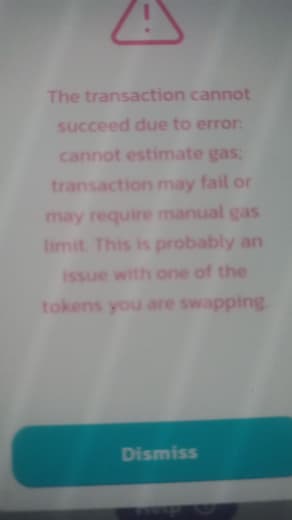 The transaction cannot
succeed due to error:
cannot estimate gas;
transaction may fail or
may require manual gas
limit. This is probably an
issue with one of the
tokens you are swapping.
Dismiss
Help